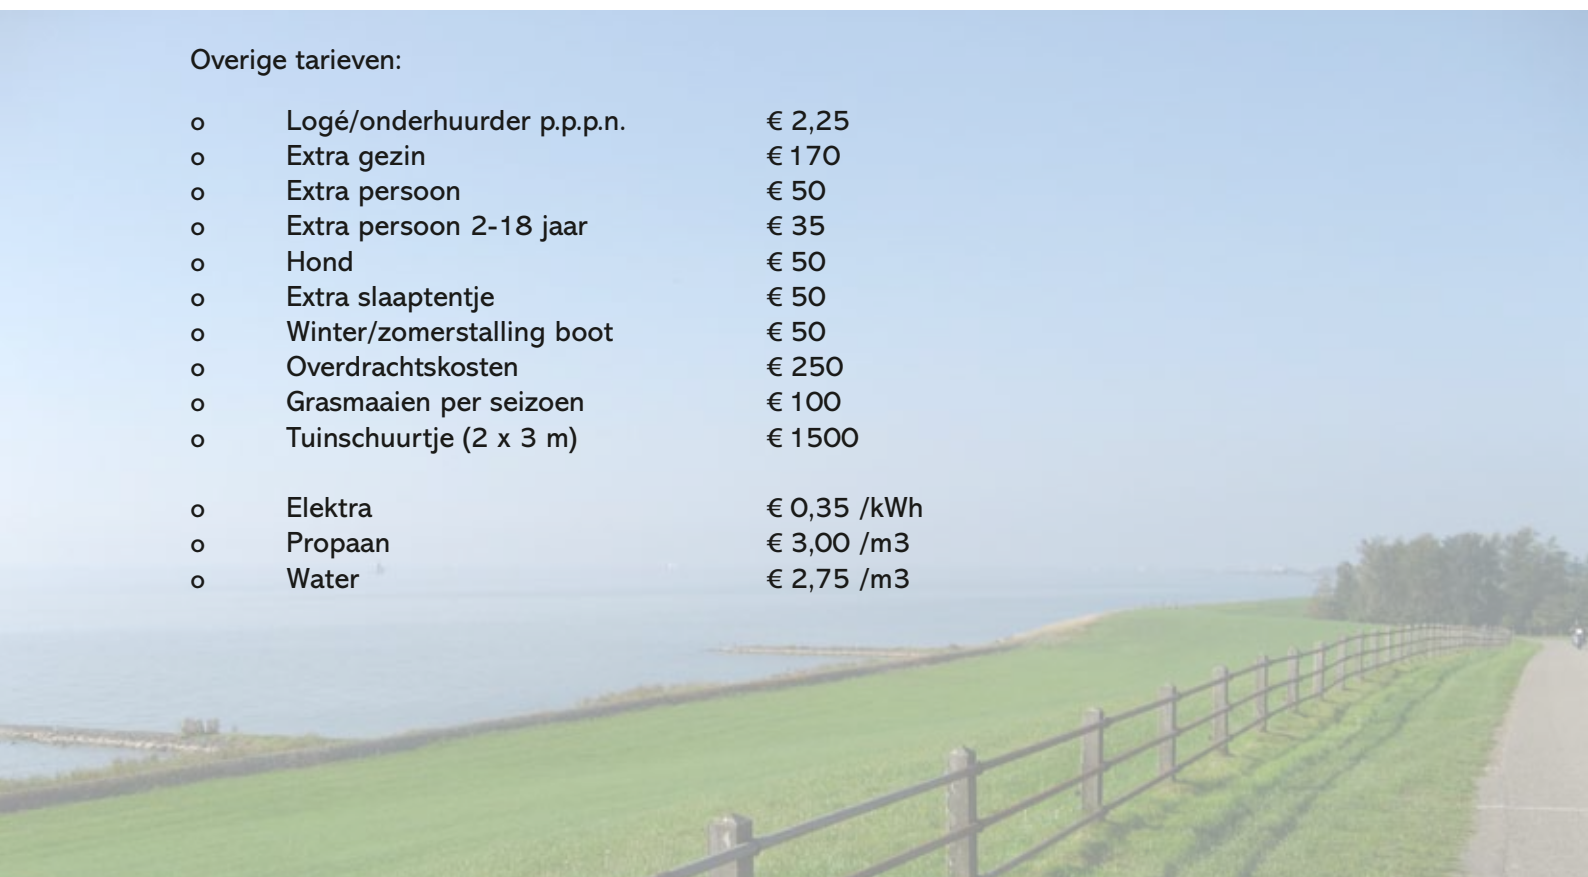 Overige tarieven:
o Logé/onderhuurder p.p.p.n. € 2,25
o Extra gezin € 170
o Extra persoon € 50
o Extra persoon 2-18 jaar € 35
o Hond € 50
o Extra slaaptentje € 50
o Winter/zomerstalling boot € 50
o Overdrachtskosten € 250
o Grasmaaien per seizoen € 100
o Tuinschuurtje (2 x 3 m) € 1500
o Elektra € 0,35 /kWh
o Propaan € 3,00 /m3
o Water € 2,75 /m3